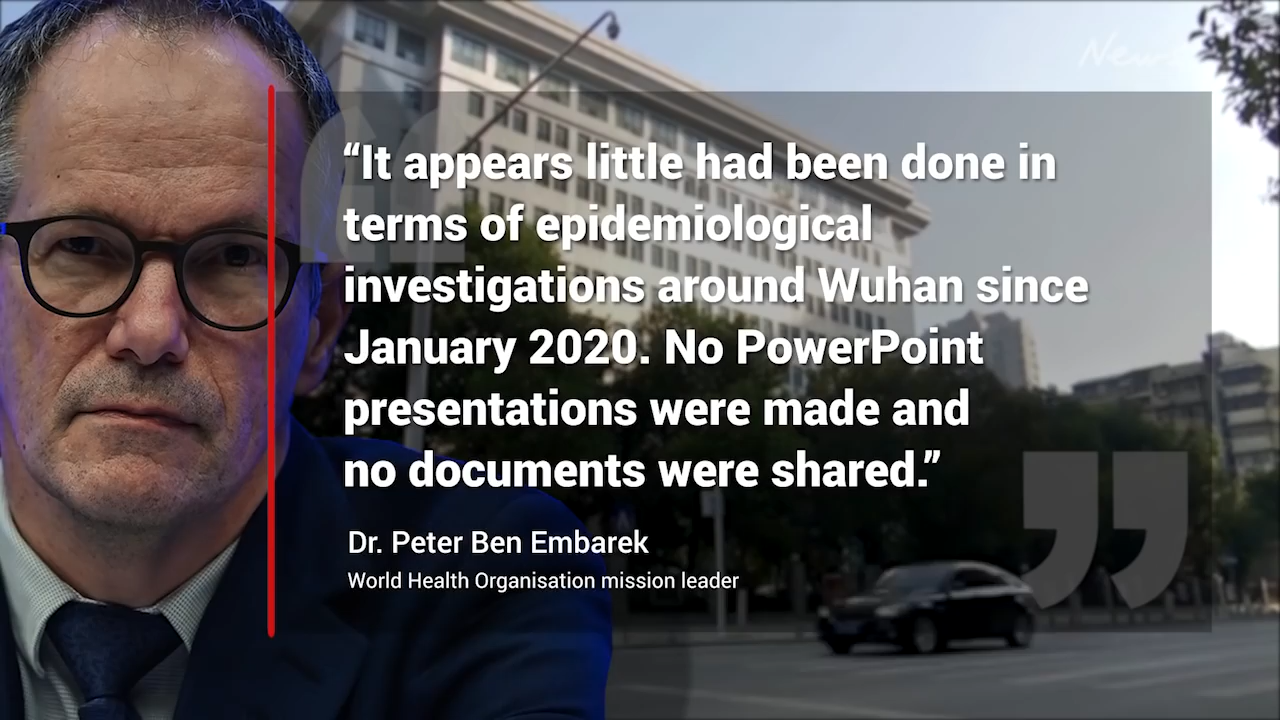 “It appears little had been done in
terms of epidemiological
investigations around Wuhan since
January 2020. No PowerPoint
presentations were made and
no documents were shared.”
Dr. Peter Ben Embarek
World Health Organisation mission leader